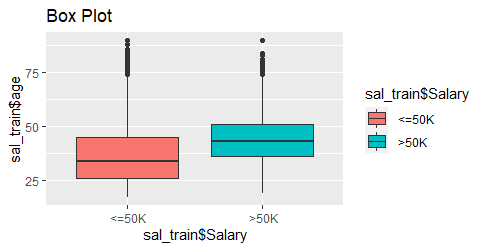 Box Plot
sal_train$age
75
50
25
<=50K
>50K
sal_train$Salary
sal_train$Salary
<=50K
>50K